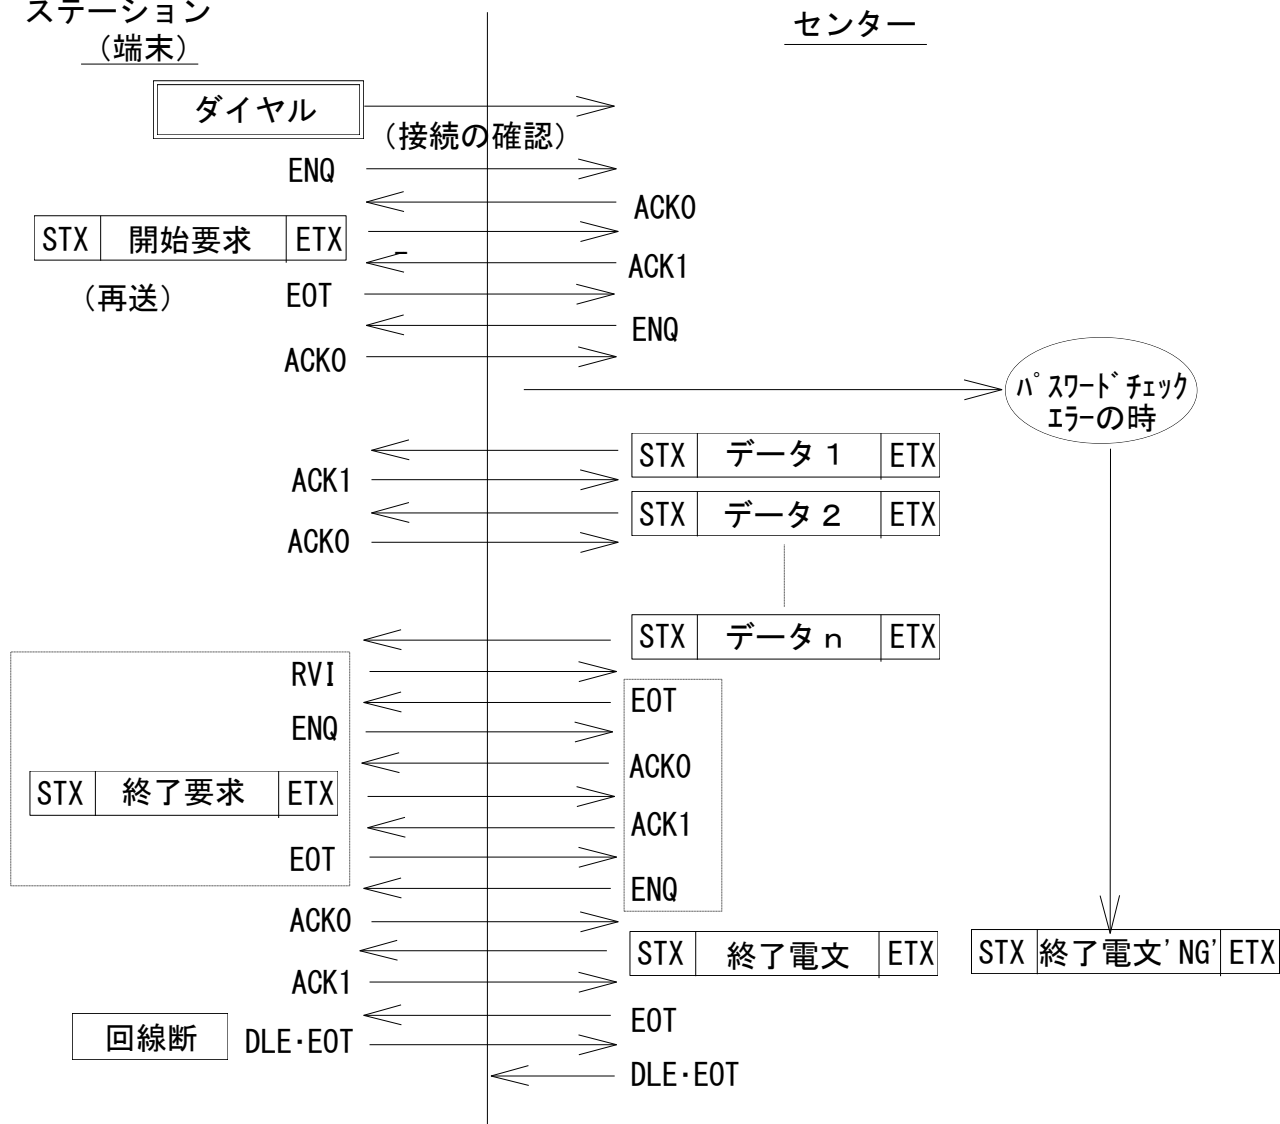 ステーション
（端末）
センター
ダイヤル
（接続の確認）
ENQ
ACK0
STX 開始要求 ETX
ACK1
（再送） EOT
ENQ
ACK0
ﾊﾟｽﾜｰﾄﾞﾁｪｯｸ
ｴﾗｰの時
STX データ１ ETX
ACK1
STX データ２ ETX
ACK0
STX データｎ ETX
RVI
EOT
ENQ
ACK0
STX 終了要求 ETX
ACK1
EOT
ENQ
ACK0
STX 終了電文 ETX
STX 終了電文'NG' ETX
ACK1
EOT
回線断 DLE･EOT
DLE･EOT